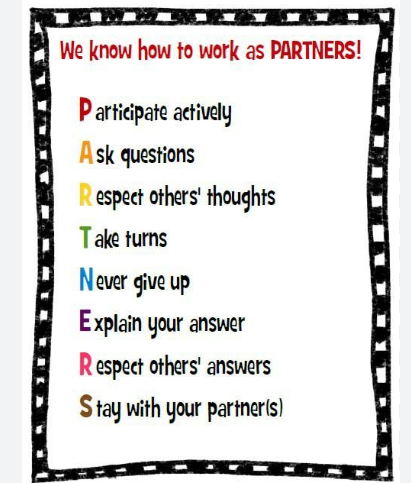 We know how to work as PARTNERS!
Participate actively
Ask questions
Respect others' thoughts
Take turns
Never give up
Explain your answer
Respect others' answers
Stay with your partner(s)